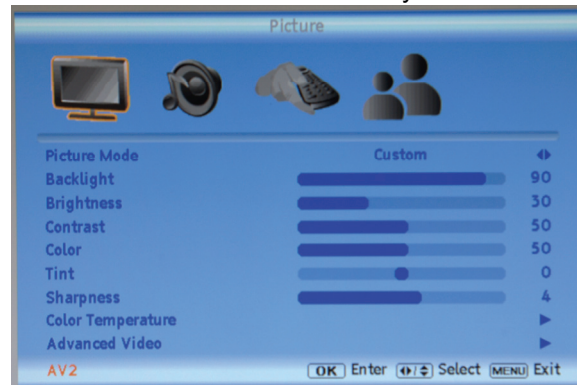 Picture
Picture Mode Custom
Backlight 90
Brightness 30
Contrast 50
Color 50
Tint 0
Sharpness 4
Color Temperature
Advanced Video
AV2 OK Enter Select MENU Exit